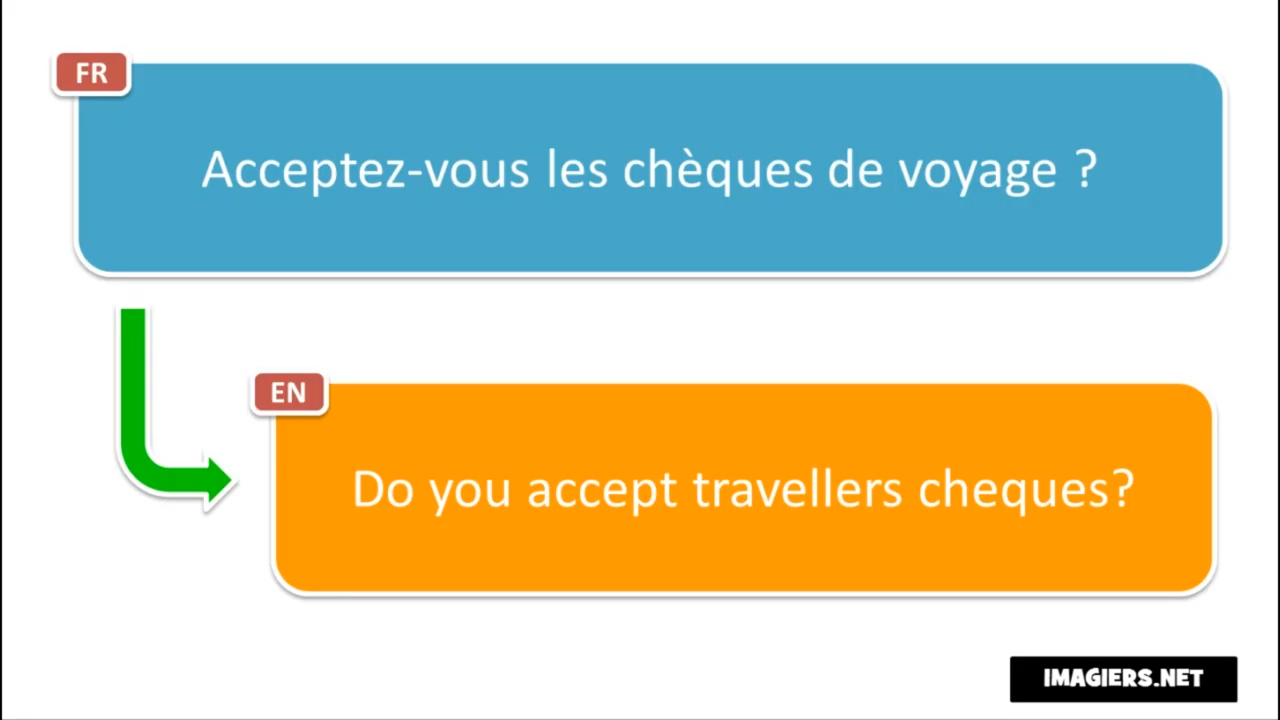 FR
Acceptez-vous les chèques de voyage ?
EN
Do you accept travellers cheques?
IMAGIERS.NET